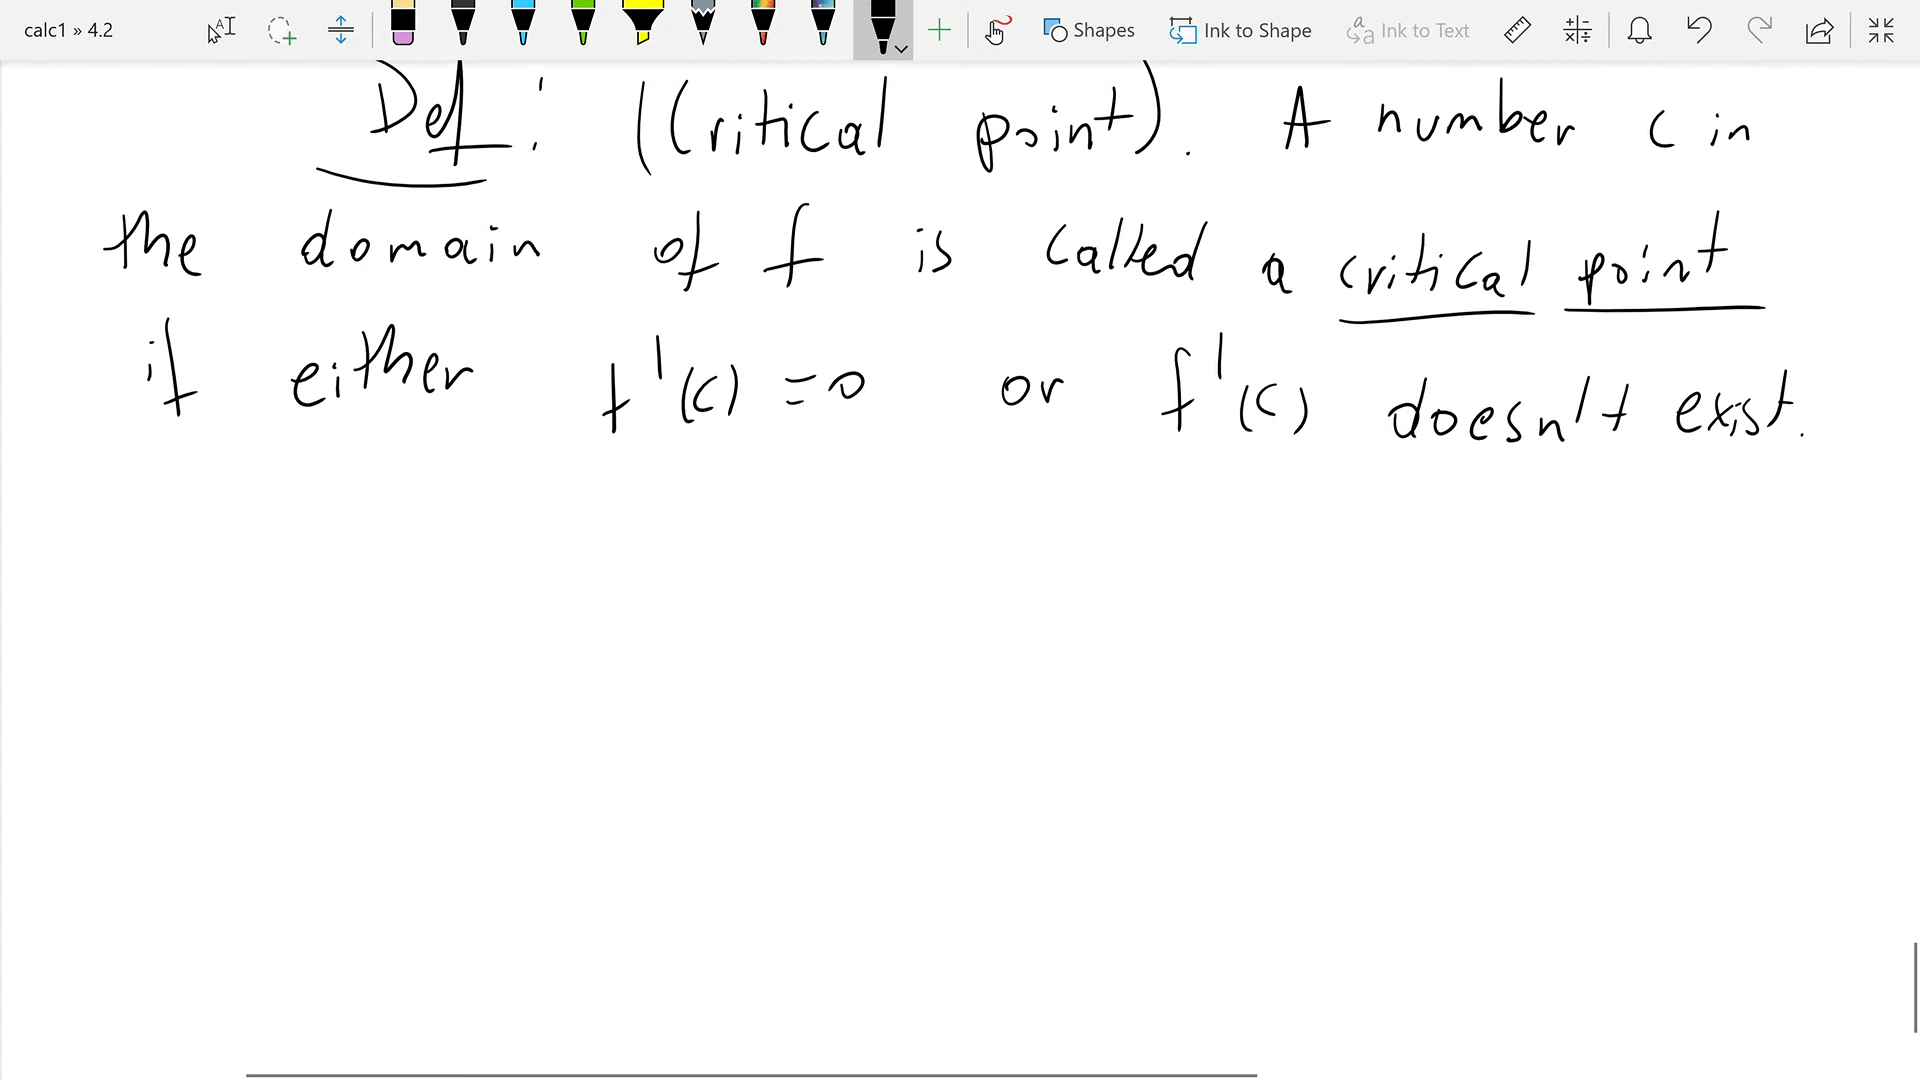 calc1 » 4.2 Shapes Ink to Shape Ink to Text
Def: (Critical point). A number c in
the domain of f is called a critical point
if either f'(c) = 0 or f'(c) doesn't exist.